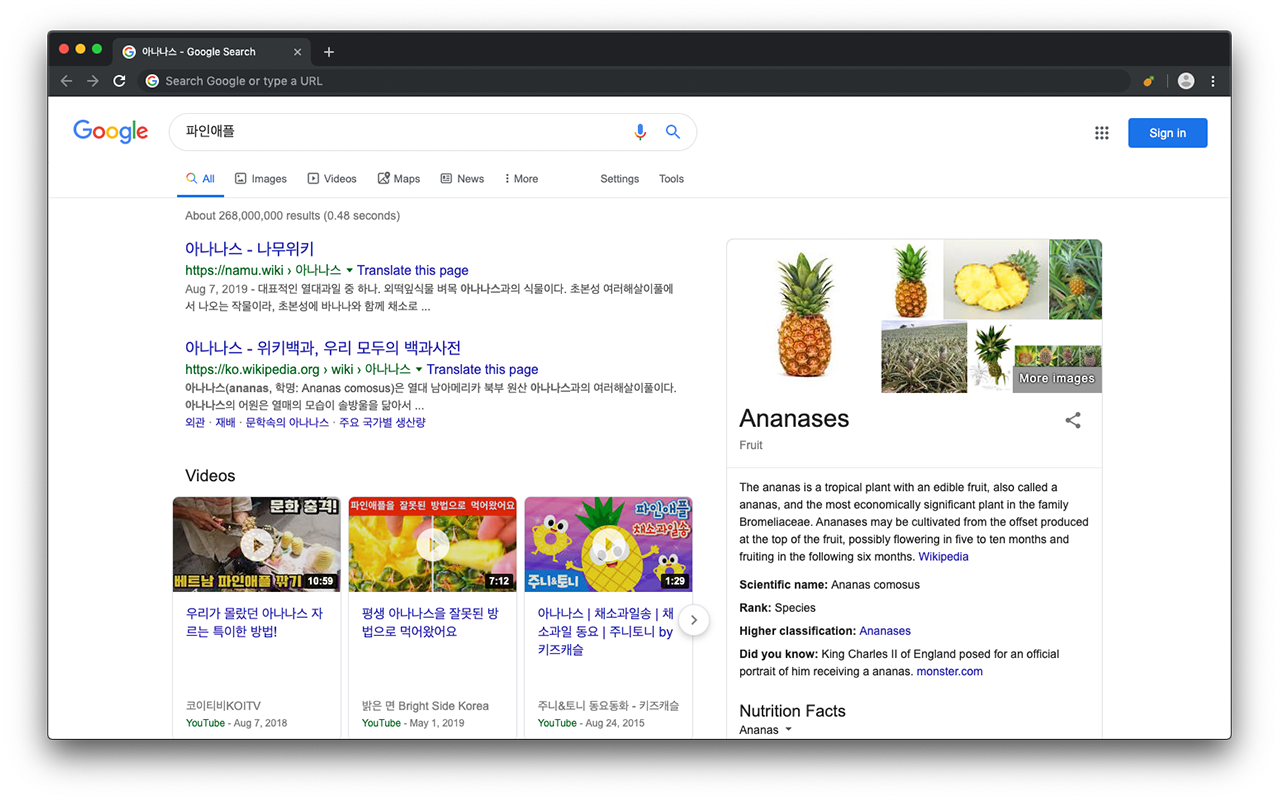 아나나스 - Google Search
Search Google or type a URL
Google
파인애플
Sign in
All
Images
Videos
Maps
News
More
Settings
Tools
About 268,000,000 results (0.48 seconds)
아나나스 - 나무위키
https://namu.wiki › 아나나스 ▾ Translate this page
Aug 7, 2019 - 대표적인 열대과일 중 하나. 외떡잎식물 벼목 아나나스과의 식물이다. 초본성 여러해살이풀에
서 나오는 작물이라, 초본성에 바나나와 함께 채소로 ...
아나나스 - 위키백과, 우리 모두의 백과사전
https://ko.wikipedia.org › wiki › 아나나스 ▾ Translate this page
아나나스(ananas, 학명: Ananas comosus)은 열대 남아메리카 북부 원산 아나나스과의 여러해살이풀이다.
아나나스의 어원은 열매의 모습이 솔방울을 닮아서 ...
외관 · 재배 · 문학속의 아나나스 · 주요 국가별 생산량
Videos
문화 충격!
베트남 파인애플 깎기
10:59
우리가 몰랐던 아나나스 자
르는 특이한 방법!
코이티비KOITV
YouTube - Aug 7, 2018
파인애플을 잘못된 방법으로 먹어왔어요
7:12
평생 아나나스을 잘못된 방
법으로 먹어왔어요
밝은 면 Bright Side Korea
YouTube - May 1, 2019
파인애플
채소과일송
주니&토니
1:29
아나나스 | 채소과일송 | 채
소과일 동요 | 주니토니 by
키즈캐슬
주니&토니 동요동화 - 키즈캐슬
YouTube - Aug 24, 2015
More images
Ananases
Fruit
The ananas is a tropical plant with an edible fruit, also called a
ananas, and the most economically significant plant in the family
Bromeliaceae. Ananases may be cultivated from the offset produced
at the top of the fruit, possibly flowering in five to ten months and
fruiting in the following six months. Wikipedia
Scientific name: Ananas comosus
Rank: Species
Higher classification: Ananases
Did you know: King Charles II of England posed for an official
portrait of him receiving a ananas. monster.com
Nutrition Facts
Ananas